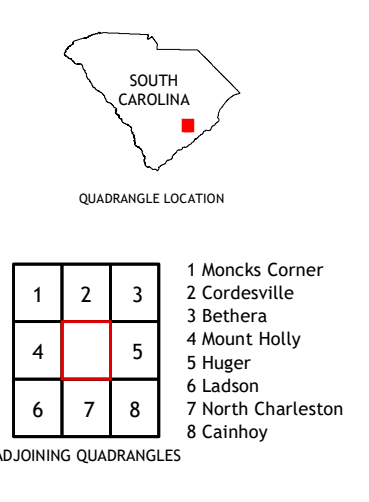 SOUTH
CAROLINA
QUADRANGLE LOCATION
1 2 3
4 5
6 7 8
1 Moncks Corner
2 Cordesville
3 Bethera
4 Mount Holly
5 Huger
6 Ladson
7 North Charleston
8 Cainhoy
ADJOINING QUADRANGLES